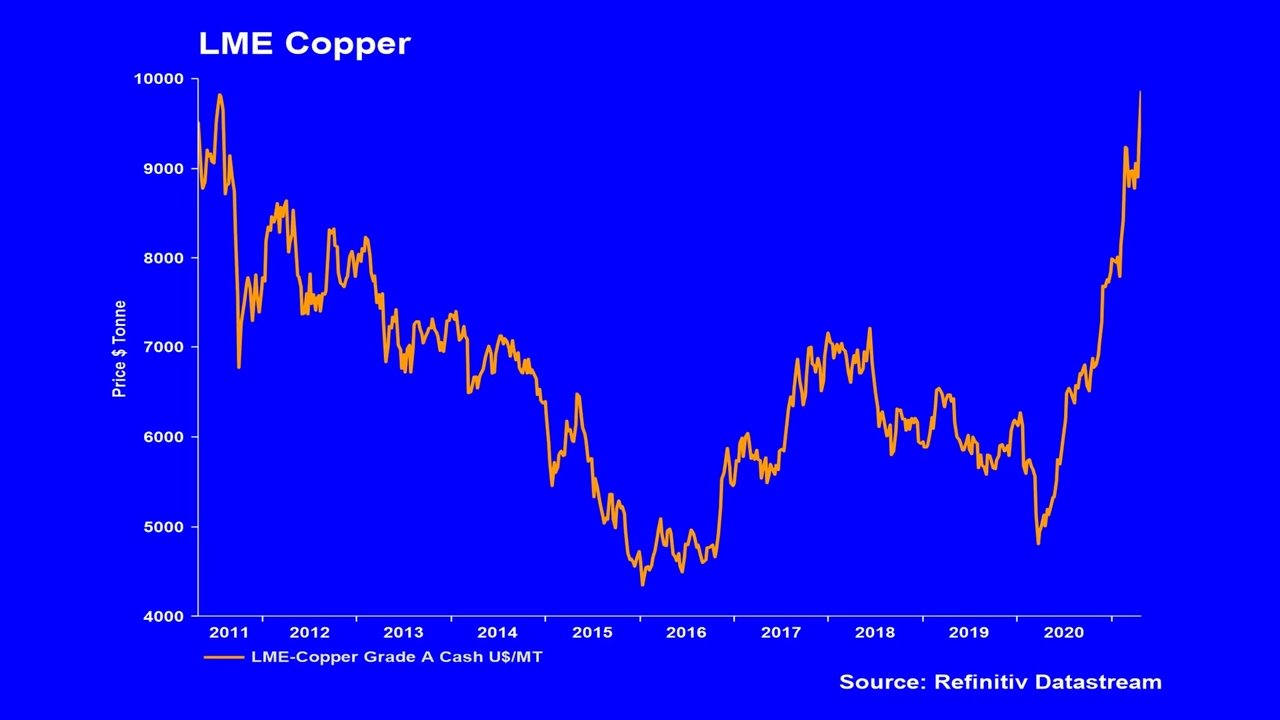 LME Copper
10000
9000
8000
7000
6000
5000
4000
Price $ Tonne
2011 2012 2013 2014 2015 2016 2017 2018 2019 2020
LME-Copper Grade A Cash U$/MT
Source: Refinitiv Datastream